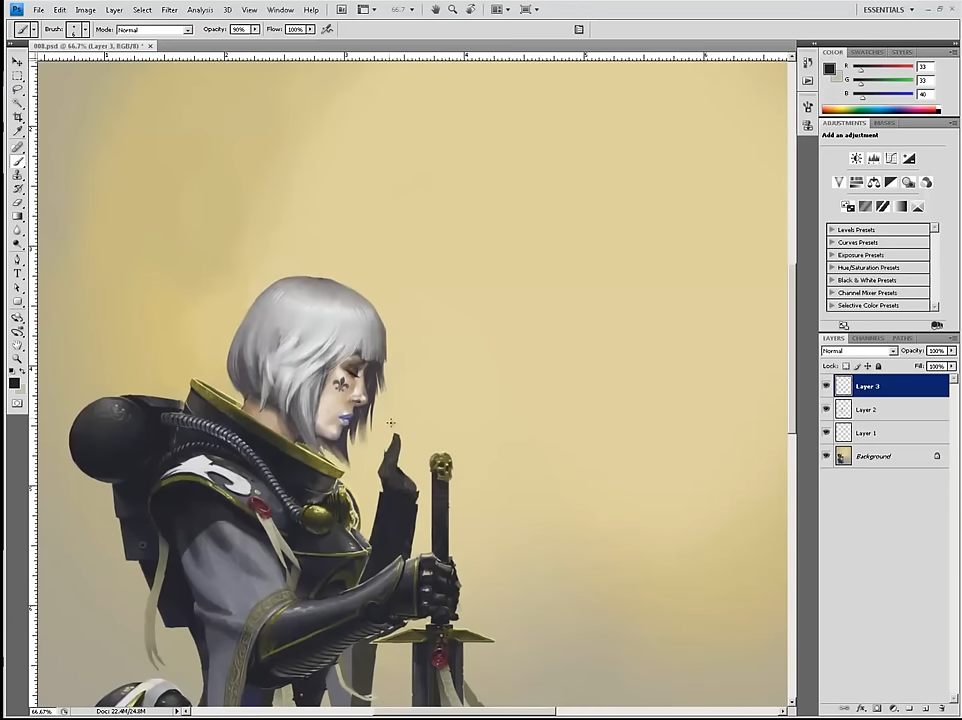 Ps File Edit Image Layer Select Filter Analysis 3D View Window Help Br 66.7 ESSENTIALS
Brush: 6 Mode: Normal Opacity: 90% Flow: 100%
008.psd @ 66.7% (Layer 3, RGB/8) *
COLOR SWATCHES STYLES
R 33
G 33
B 40
ADJUSTMENTS MASKS
Add an adjustment
Levels Presets
Curves Presets
Exposure Presets
Hue/Saturation Presets
Black & White Presets
Channel Mixer Presets
Selective Color Presets
LAYERS CHANNELS PATHS
Normal Opacity: 100%
Lock: Fill: 100%
Layer 3
Layer 2
Layer 1
Background
66.67% Doc: 22.4M/24.8M